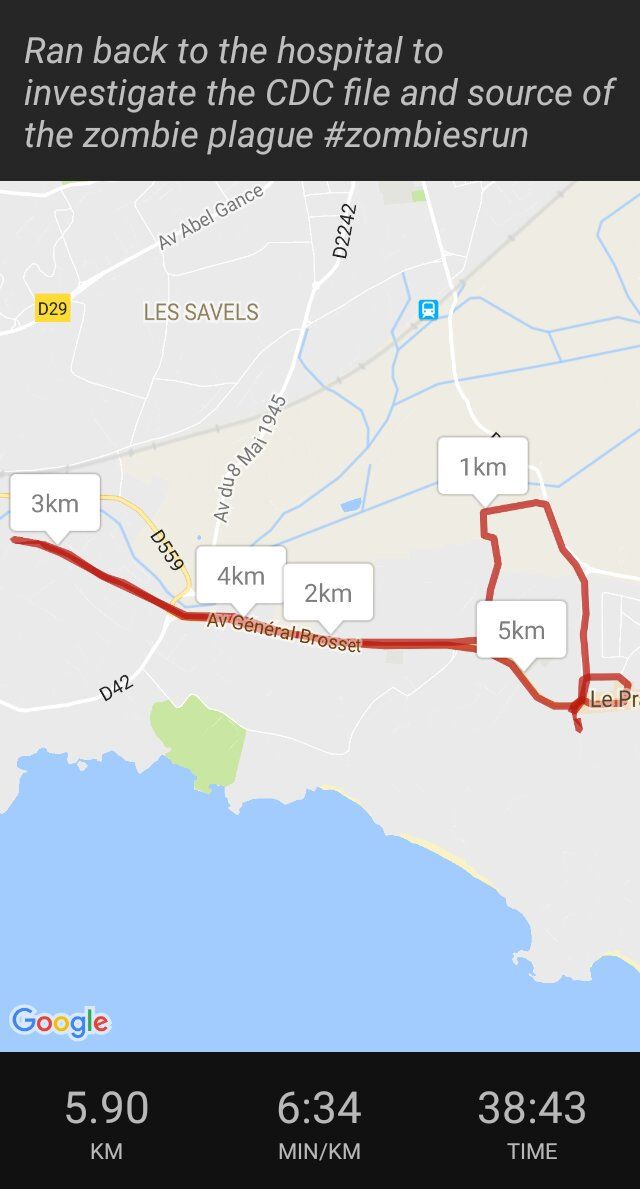 Ran back to the hospital to
investigate the CDC file and source of
the zombie plague #zombiesrun
Av Abel Gance
D2242
D29
LES SAVELS
Av du 8 Mai 1945
1km
3km
D559
4km
2km
5km
Av Général Brosset
D42
Le Pr
Google
5.90
6:34
38:43
KM
MIN/KM
TIME